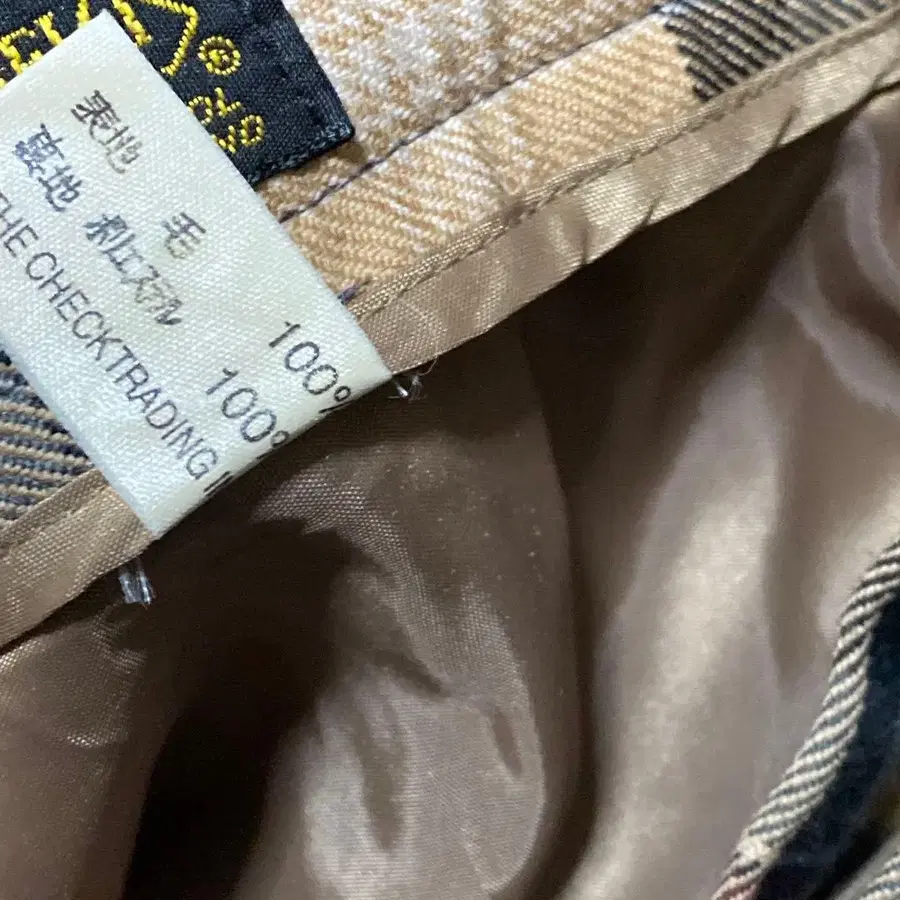 表地 毛 100%
裏地 ポリエステル 100%
THE CHECKTRADING